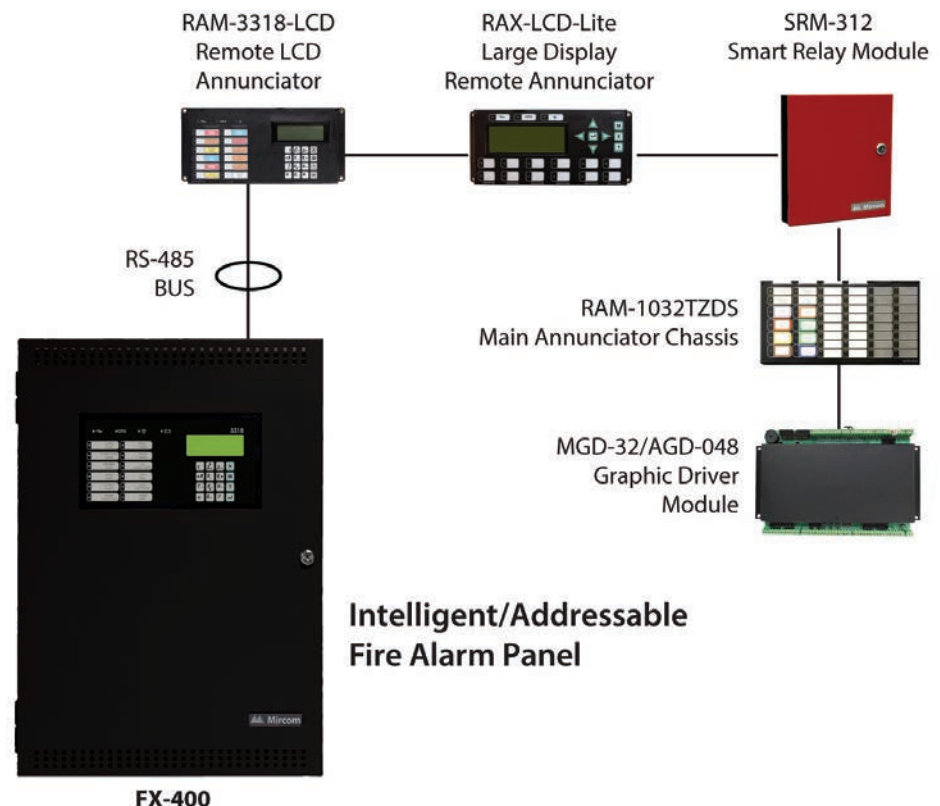 RAM-3318-LCD
Remote LCD
Annunciator
RAX-LCD-Lite
Large Display
Remote Annunciator
SRM-312
Smart Relay Module
Mircom
RS-485
BUS
RAM-1032TZDS
Main Annunciator Chassis
3318
MGD-32/AGD-048
Graphic Driver
Module
Intelligent/Addressable
Fire Alarm Panel
Mircom
FX-400